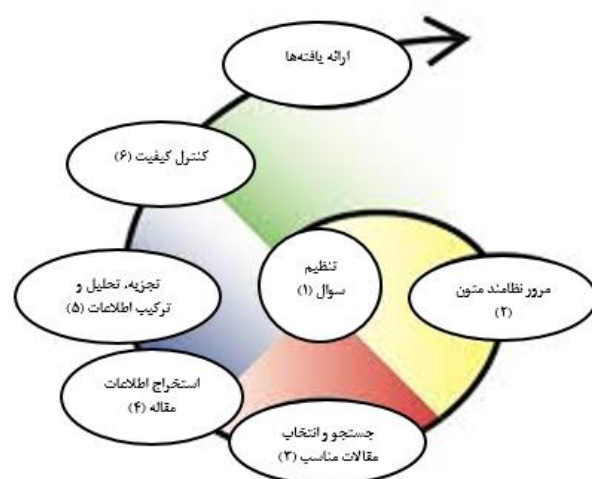 ارائه یافته‌ها
کنترل کیفیت (۶)
تنظیم
سوال (۱)
مرور نظامند متون
(۲)
تجزیه، تحلیل و
ترکیب اطلاعات (۵)
استخراج اطلاعات
مقاله (۴)
جستجو و انتخاب
مقالات مناسب (۳)